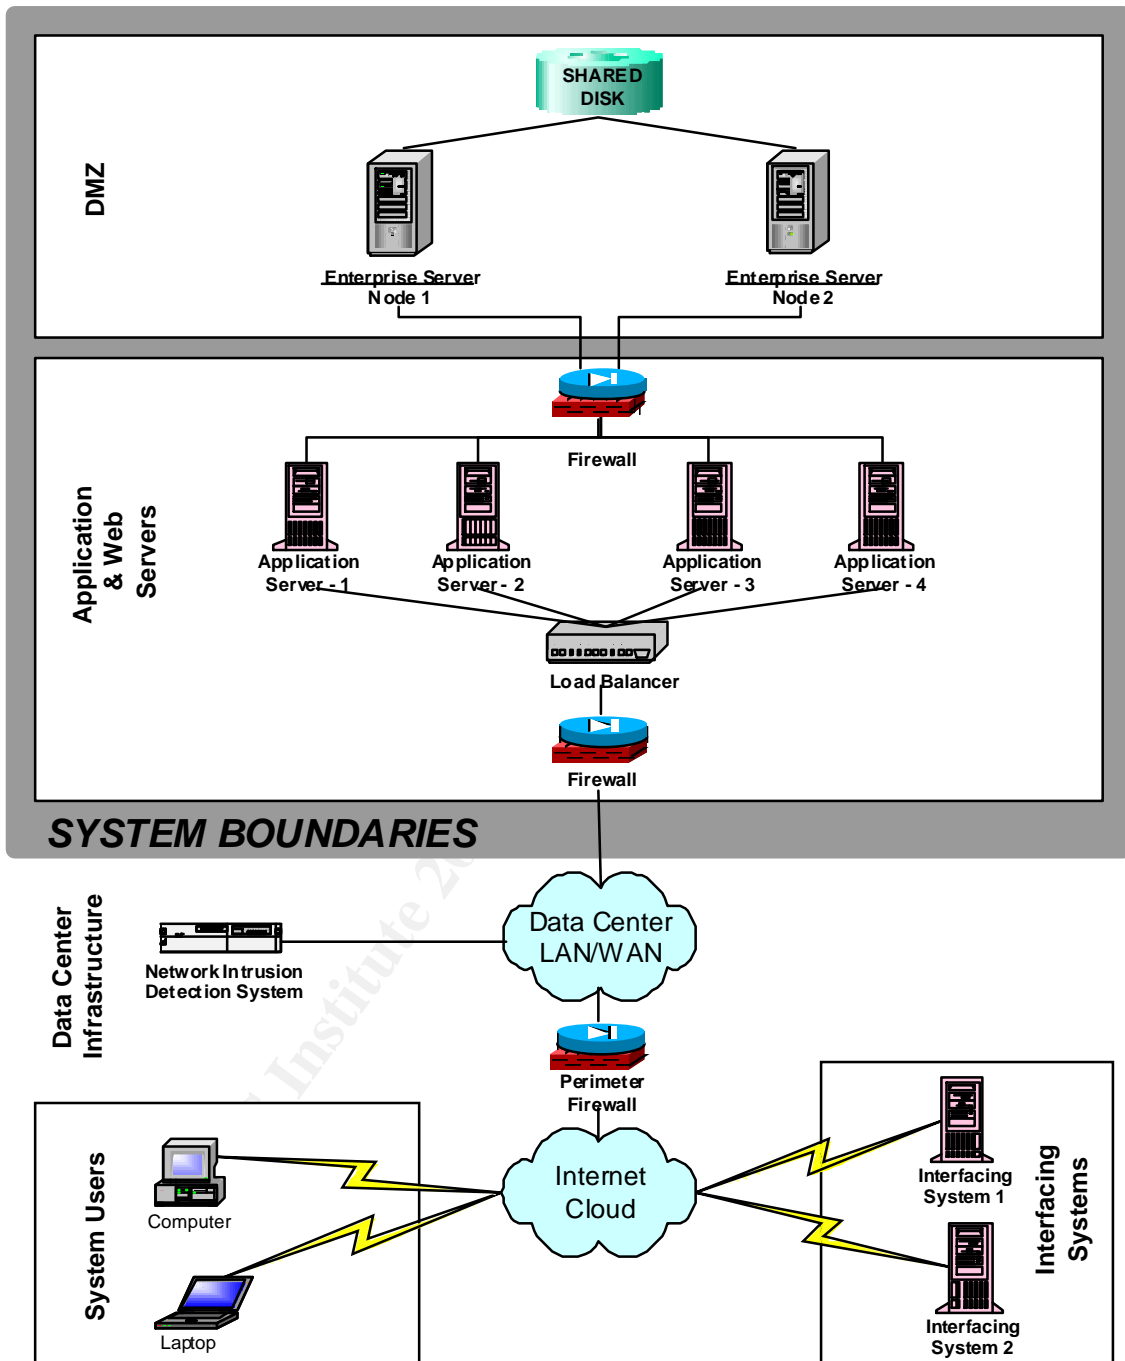 SHARED
DISK
DMZ
Enterprise Server
Node 1
Enterprise Server
Node 2
Firewall
Application
& Web
Servers
Application
Server - 1
Application
Server - 2
Application
Server - 3
Application
Server - 4
Load Balancer
Firewall
SYSTEM BOUNDARIES
Data Center
Infrastructure
Network Intrusion
Detection System
Data Center
LAN/WAN
Perimeter
Firewall
System Users
Computer
Laptop
Internet
Cloud
Interfacing
System 1
Interfacing
System 2
Interfacing
Systems
Institute 20